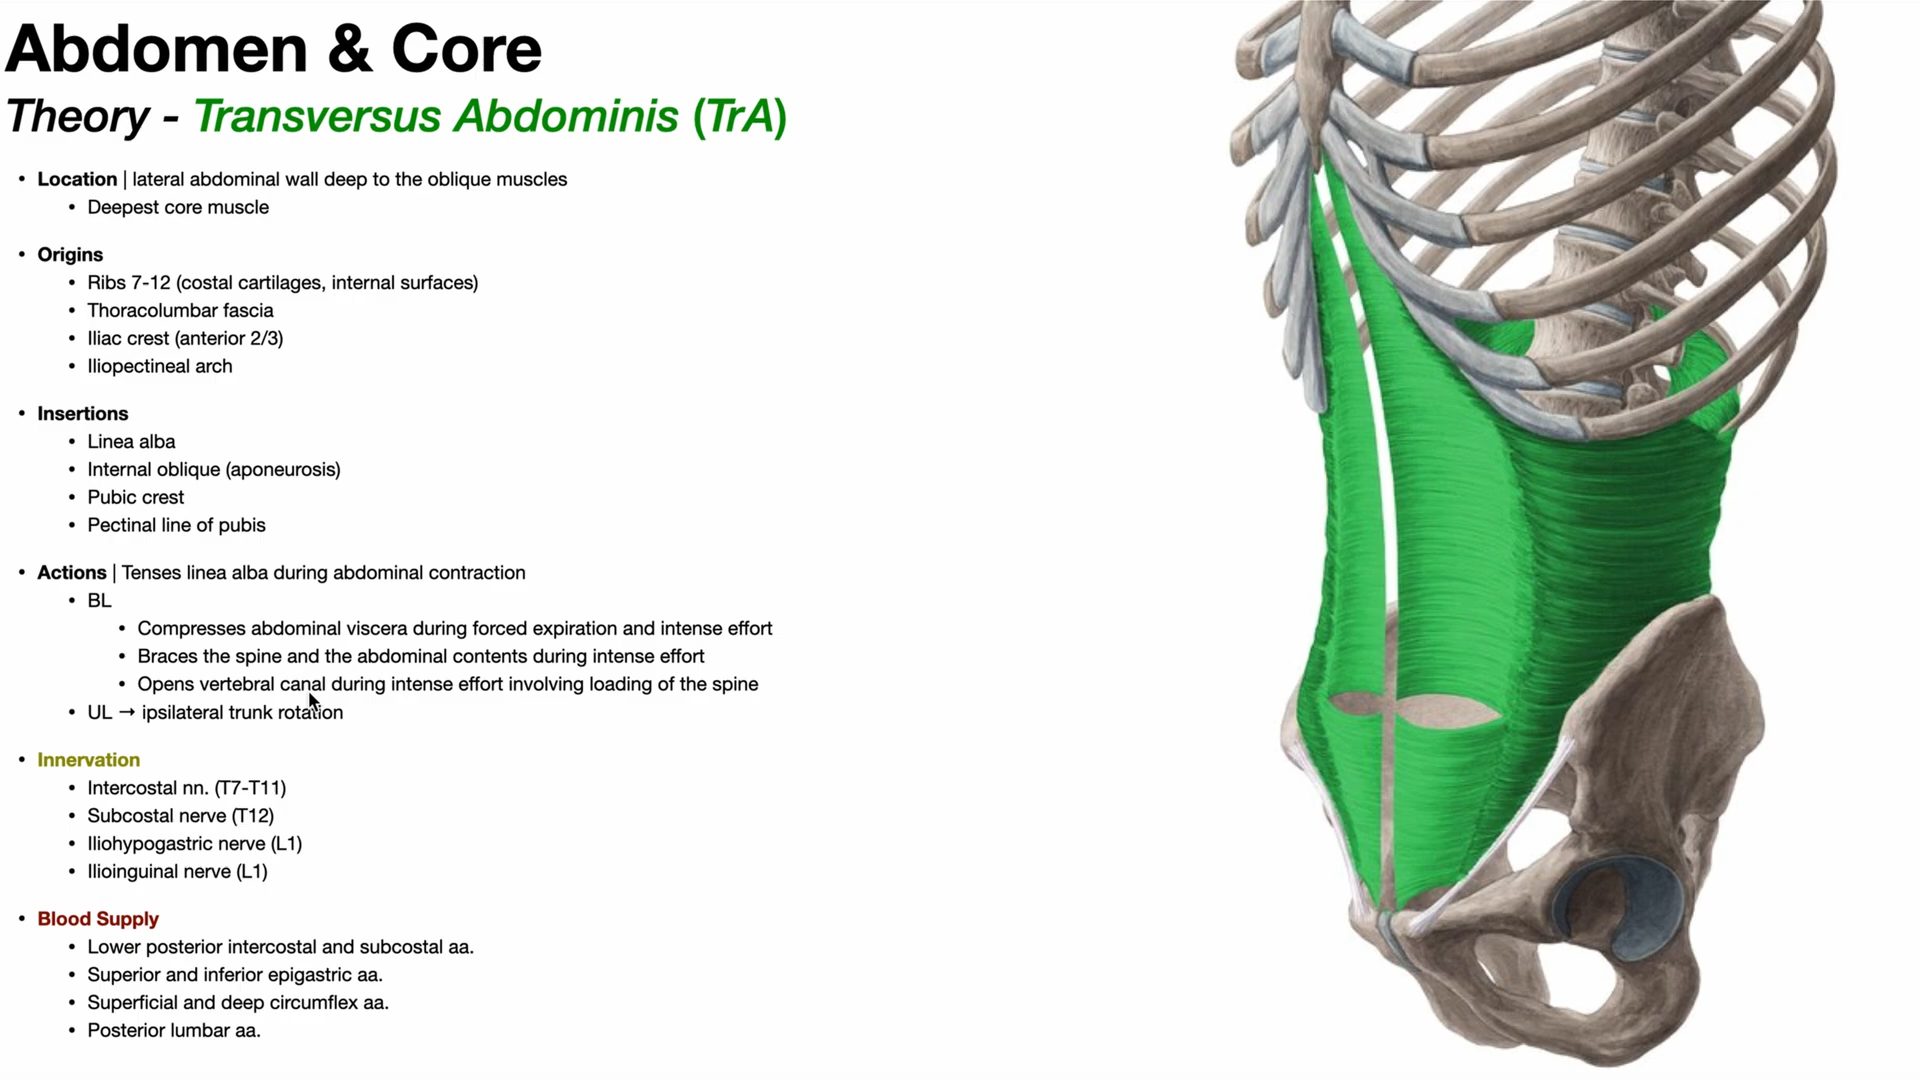 Abdomen & Core
Theory - Transversus Abdominis (TrA)
• Location | lateral abdominal wall deep to the oblique muscles
• Deepest core muscle
• Origins
• Ribs 7-12 (costal cartilages, internal surfaces)
• Thoracolumbar fascia
• Iliac crest (anterior 2/3)
• Iliopectineal arch
• Insertions
• Linea alba
• Internal oblique (aponeurosis)
• Pubic crest
• Pectinal line of pubis
• Actions | Tenses linea alba during abdominal contraction
• BL
• Compresses abdominal viscera during forced expiration and intense effort
• Braces the spine and the abdominal contents during intense effort
• Opens vertebral canal during intense effort involving loading of the spine
• UL → ipsilateral trunk rotation
• Innervation
• Intercostal nn. (T7-T11)
• Subcostal nerve (T12)
• Iliohypogastric nerve (L1)
• Ilioinguinal nerve (L1)
• Blood Supply
• Lower posterior intercostal and subcostal aa.
• Superior and inferior epigastric aa.
• Superficial and deep circumflex aa.
• Posterior lumbar aa.